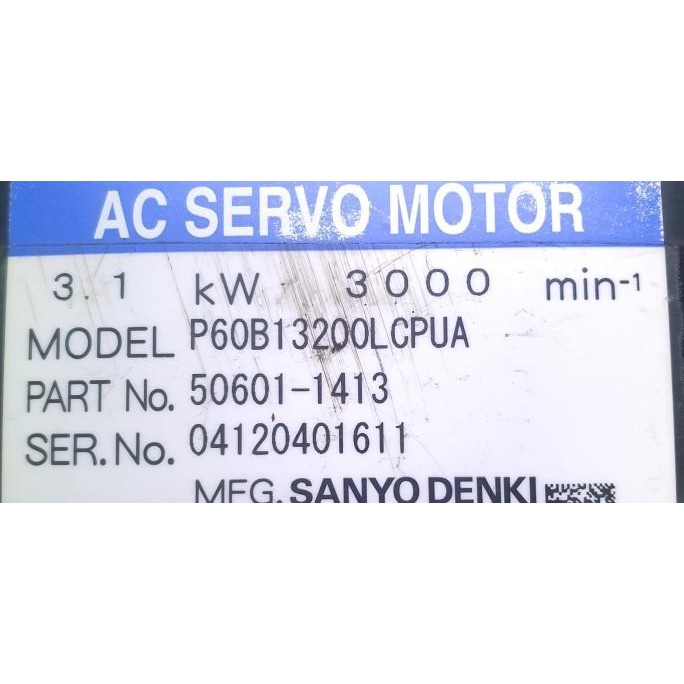 AC SERVO MOTOR
3.1 kW 3000 min-1
MODEL P60B13200LCPUA
PART No. 50601-1413
SER.No. 04120401611
MFG. SANYO DENKI